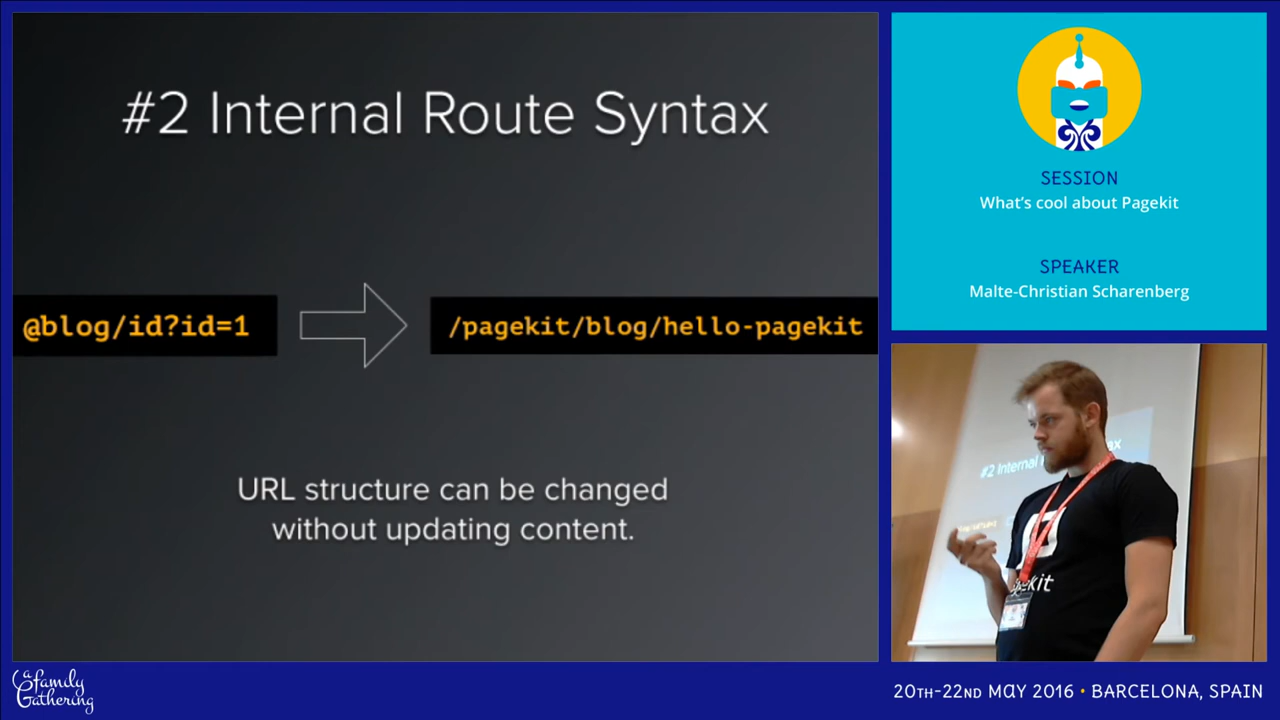 #2 Internal Route Syntax
@blog/id?id=1
/pagekit/blog/hello-pagekit
URL structure can be changed
without updating content.
SESSION
What's cool about Pagekit
SPEAKER
Malte-Christian Scharenberg
#2 Internal
kit
a family
Gathering
20TH-22ND MAY 2016 • BARCELONA, SPAIN